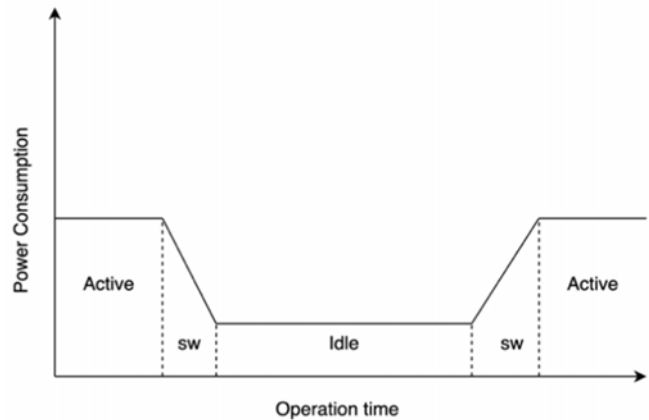 Power Consumption
Active
Active
sw
Idle
sw
Operation time